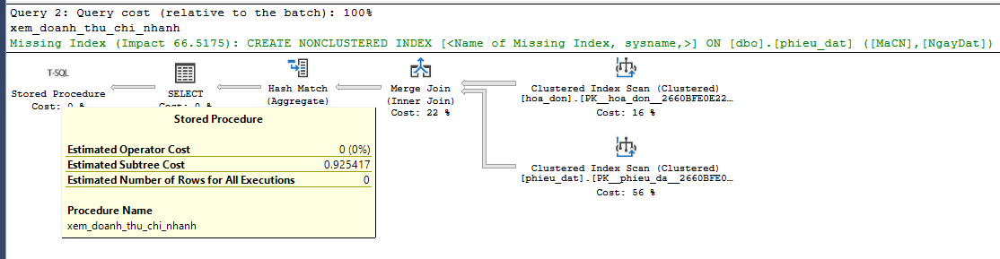 Query 2: Query cost (relative to the batch): 100%
xem_doanh_thu_chi_nhanh
Missing Index (Impact 66.5175): CREATE NONCLUSTERED INDEX [<Name of Missing Index, sysname,>] ON [dbo].[phieu_dat] ([MaCN],[NgayDat])
T-SQL
Stored Procedure
Cost: 0 %
SELECT
Cost: 0 %
Hash Match
(Aggregate)
Merge Join
(Inner Join)
Cost: 22 %
Clustered Index Scan (Clustered)
[hoa_don].[PK__hoa_don__2660BFE0E22…
Cost: 16 %
Clustered Index Scan (Clustered)
[phieu_dat].[PK__phieu_da__2660BFE0…
Cost: 56 %
Stored Procedure
Estimated Operator Cost 0 (0%)
Estimated Subtree Cost 0.925417
Estimated Number of Rows for All Executions 0
Procedure Name
xem_doanh_thu_chi_nhanh